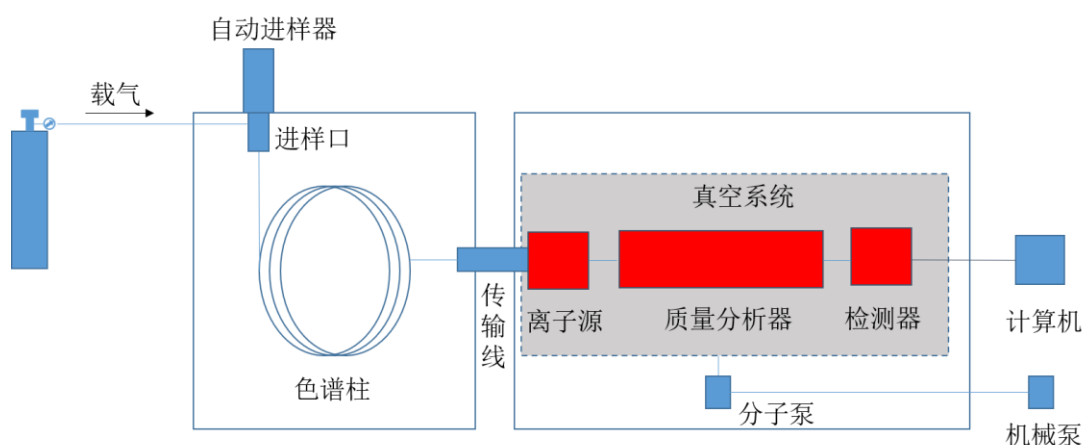 自动进样器
载气
进样口
真空系统
传输线
离子源
质量分析器
检测器
计算机
色谱柱
分子泵
机械泵